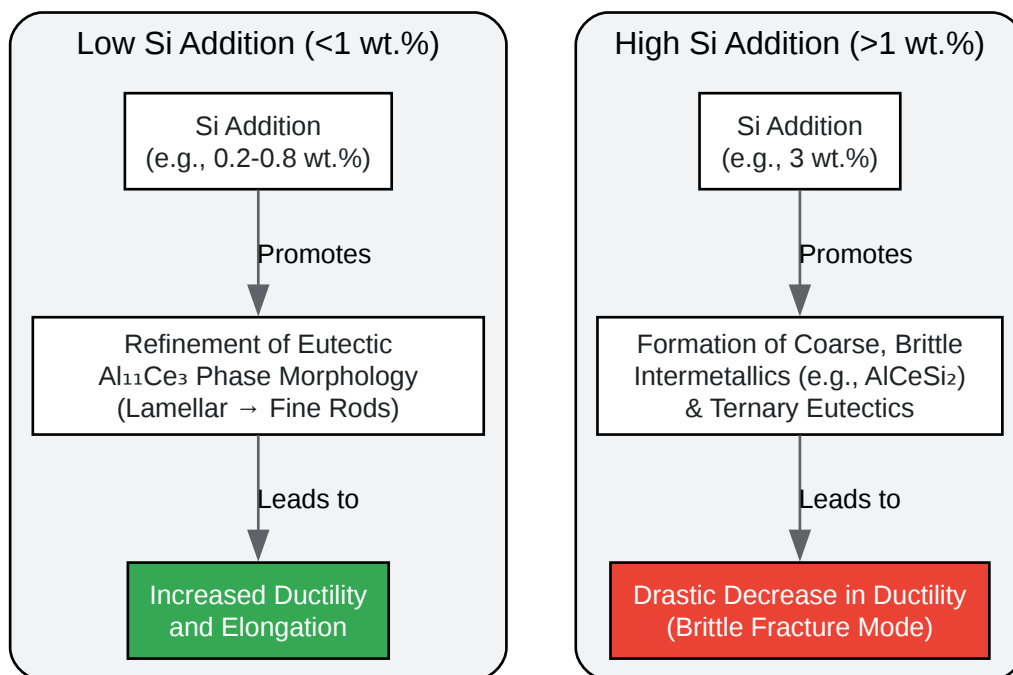 Low Si Addition (<1 wt.%)
Si Addition
(e.g., 0.2-0.8 wt.%)
Promotes
Refinement of Eutectic
Al₁₁Ce₃ Phase Morphology
(Lamellar → Fine Rods)
Leads to
Increased Ductility
and Elongation
High Si Addition (>1 wt.%)
Si Addition
(e.g., 3 wt.%)
Promotes
Formation of Coarse, Brittle
Intermetallics (e.g., AlCeSi₂)
& Ternary Eutectics
Leads to
Drastic Decrease in Ductility
(Brittle Fracture Mode)